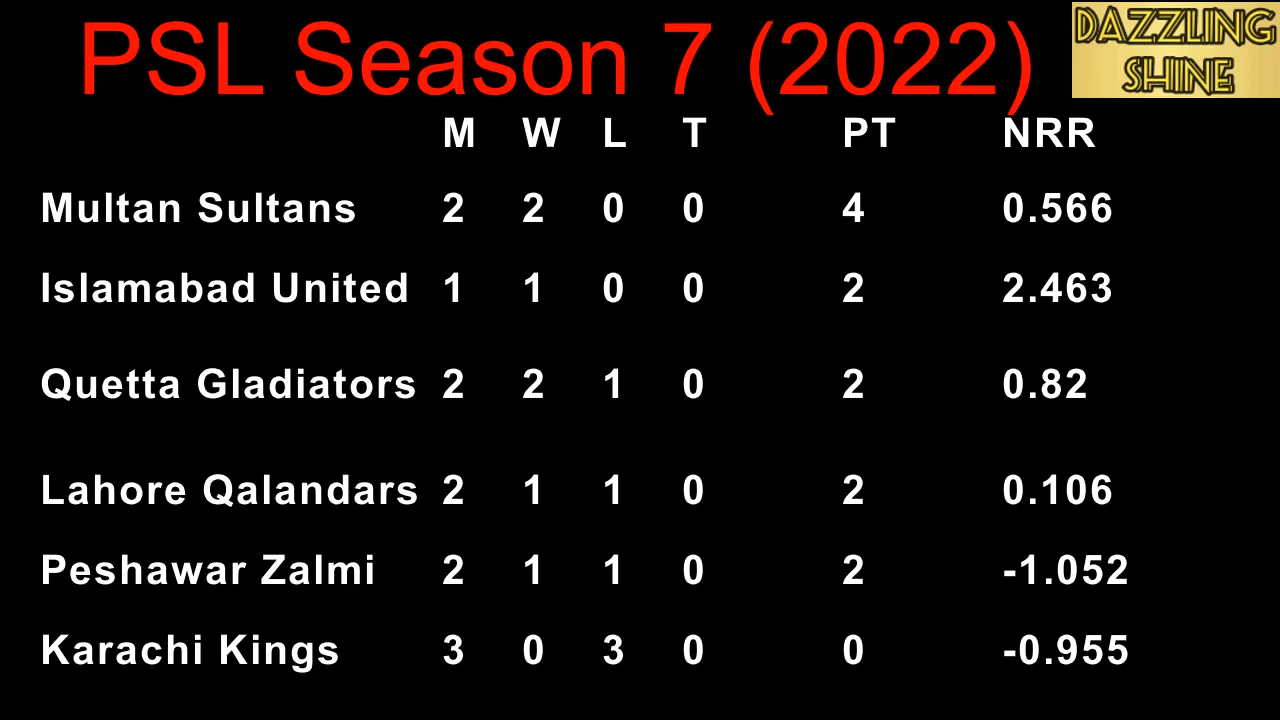 PSL Season 7 (2022)
DAZZLING
SHINE
M W L T PT NRR
Multan Sultans 2 2 0 0 4 0.566
Islamabad United 1 1 0 0 2 2.463
Quetta Gladiators 2 2 1 0 2 0.82
Lahore Qalandars 2 1 1 0 2 0.106
Peshawar Zalmi 2 1 1 0 2 -1.052
Karachi Kings 3 0 3 0 0 -0.955